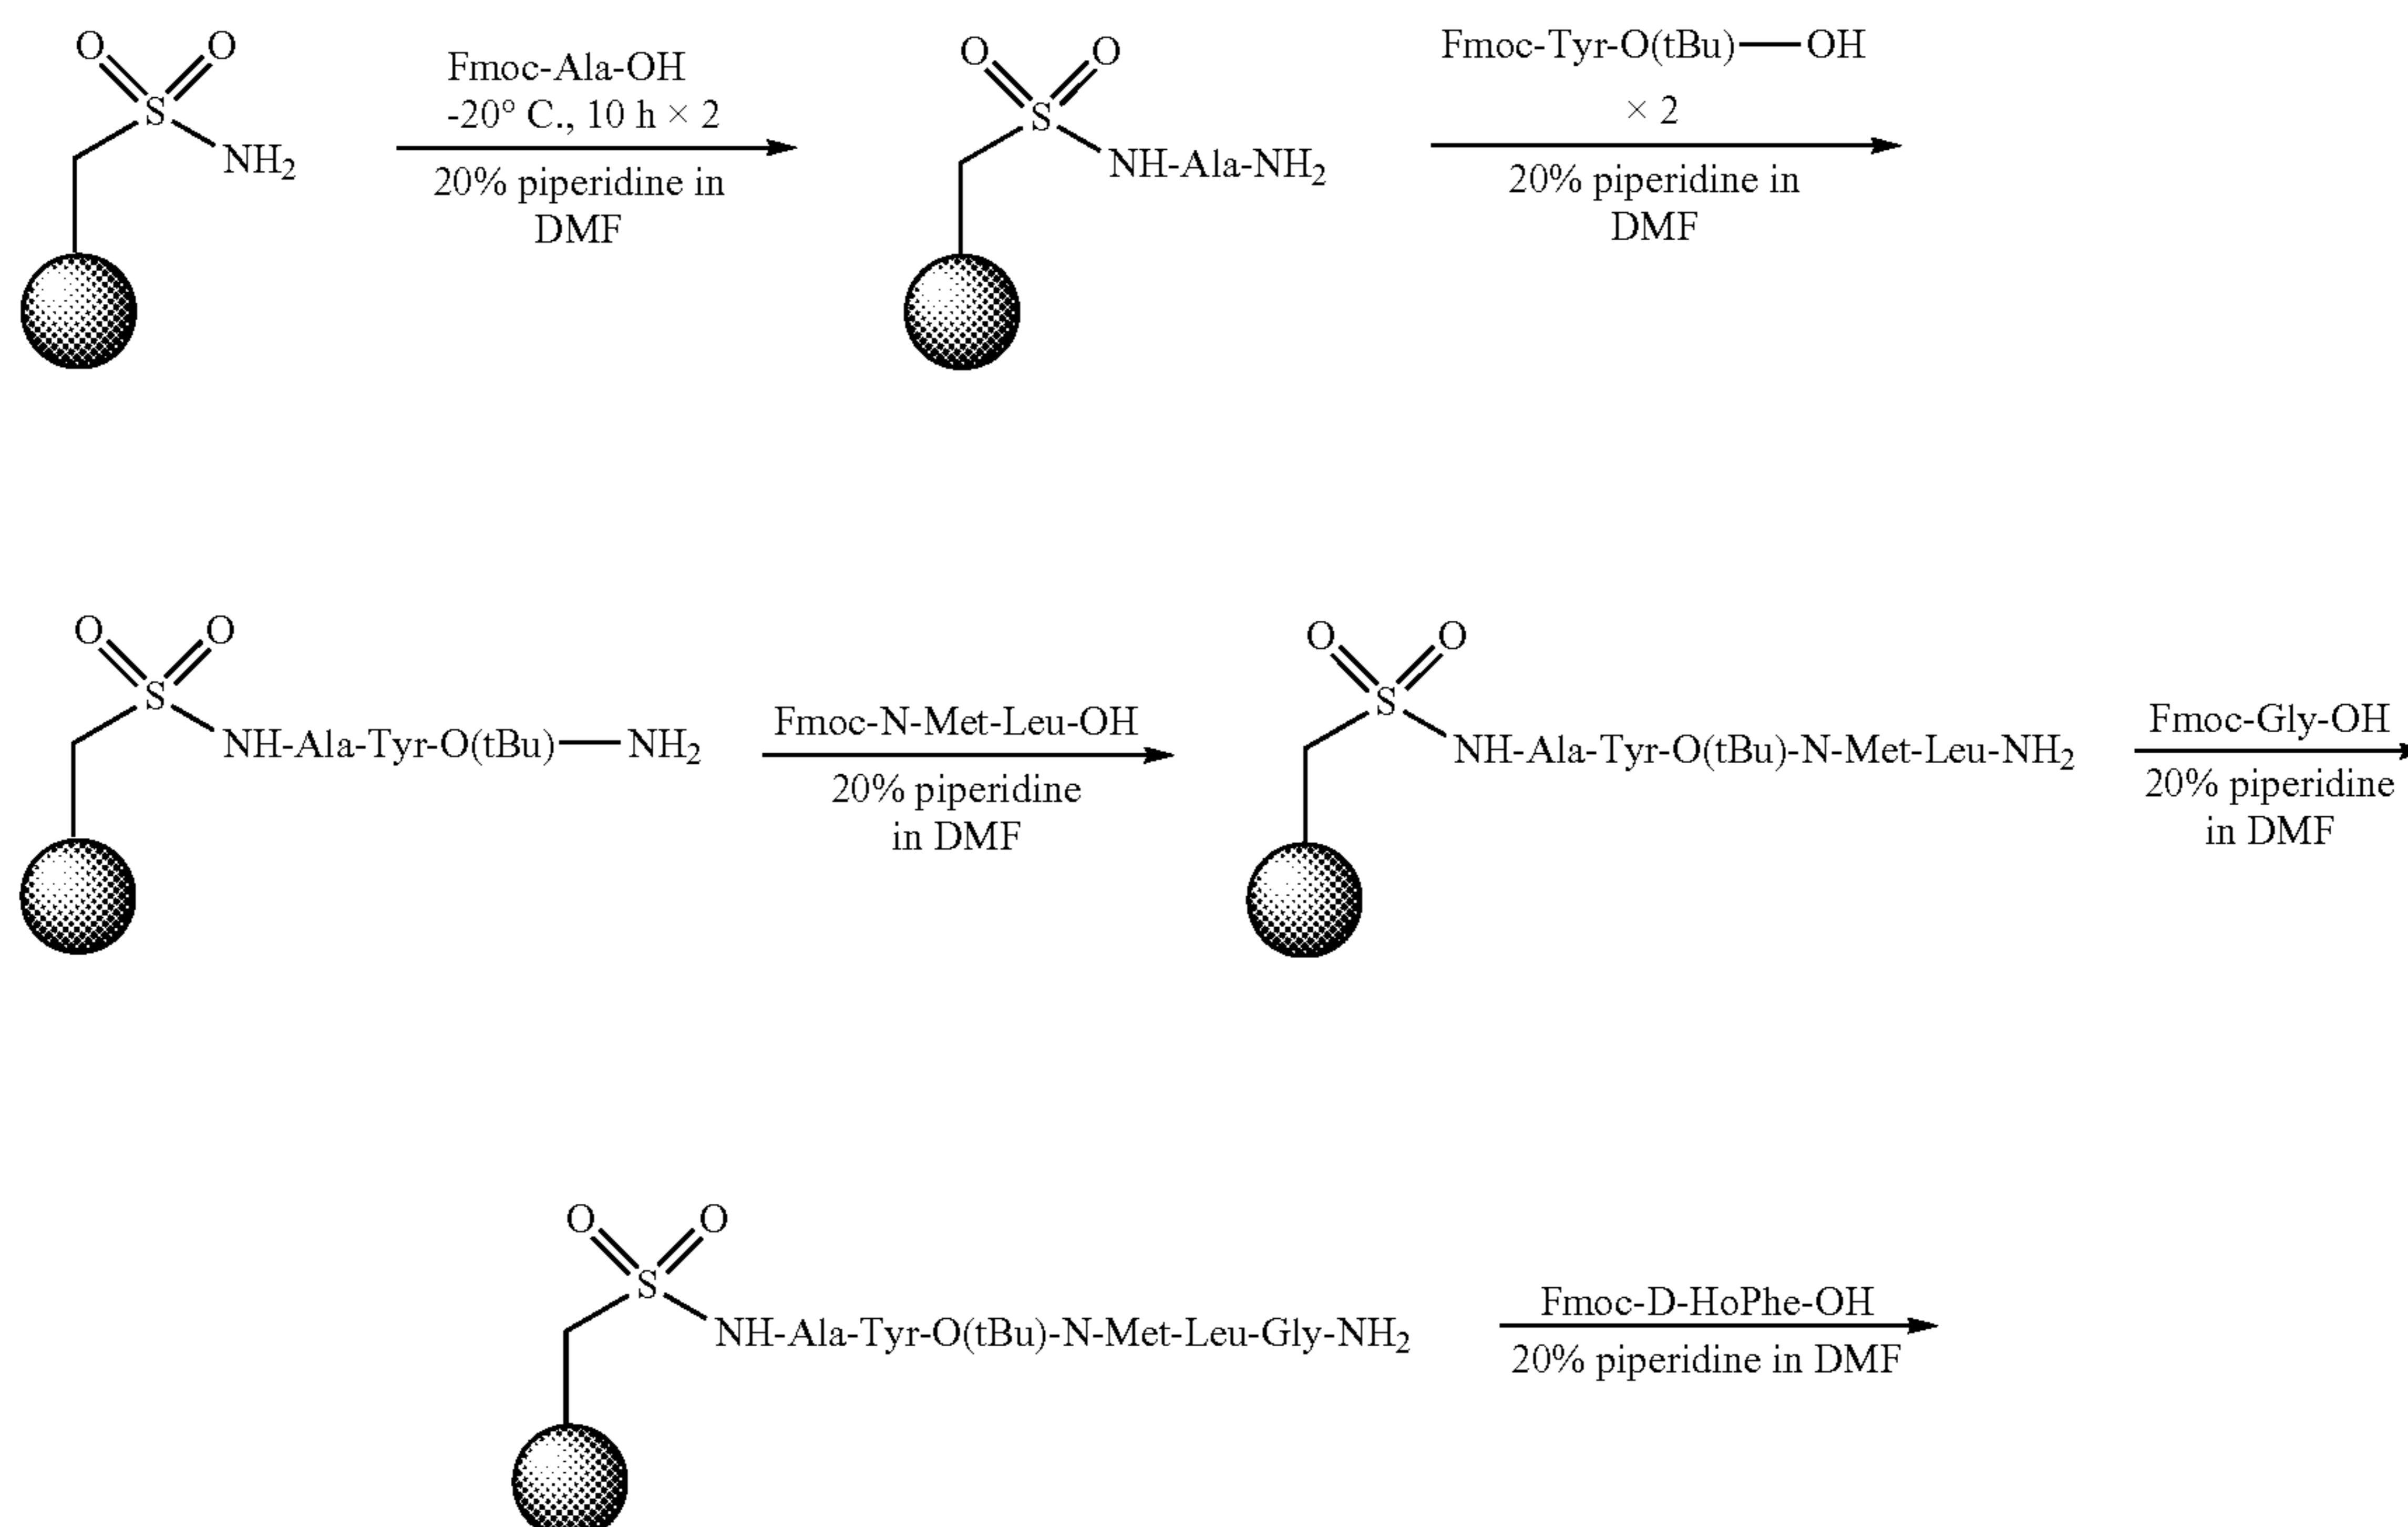 O O
S
NH2
Fmoc-Ala-OH
-20° C., 10 h × 2
20% piperidine in
DMF
O O
S
NH-Ala-NH2
Fmoc-Tyr-O(tBu)—OH
× 2
20% piperidine in
DMF
O O
S
NH-Ala-Tyr-O(tBu)—NH2
Fmoc-N-Met-Leu-OH
20% piperidine
in DMF
O O
S
NH-Ala-Tyr-O(tBu)-N-Met-Leu-NH2
Fmoc-Gly-OH
20% piperidine
in DMF
O O
S
NH-Ala-Tyr-O(tBu)-N-Met-Leu-Gly-NH2
Fmoc-D-HoPhe-OH
20% piperidine in DMF